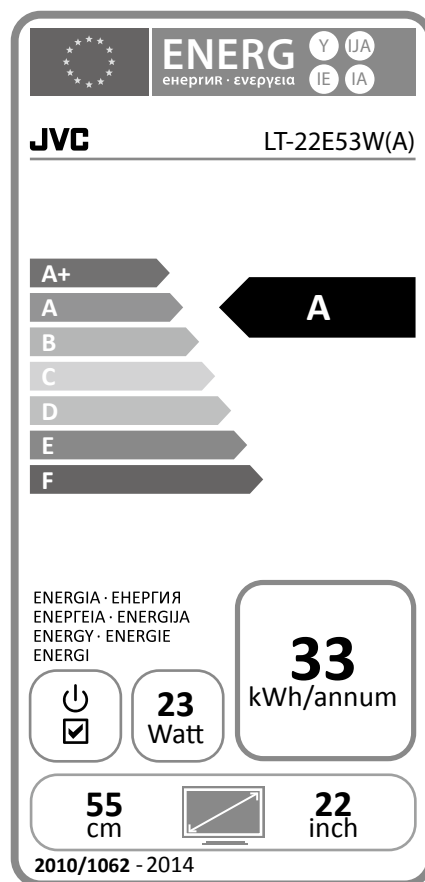 ENERG Y IJA
енергия · ενεργεια IE IA
JVC LT-22E53W(A)
A+
A A
B
C
D
E
F
ENERGIA · ЕНЕРГИЯ
ΕΝΕΡΓΕΙΑ · ENERGIJA
ENERGY · ENERGIE
ENERGI
33
kWh/annum
23
Watt
55 22
cm inch
2010/1062 - 2014